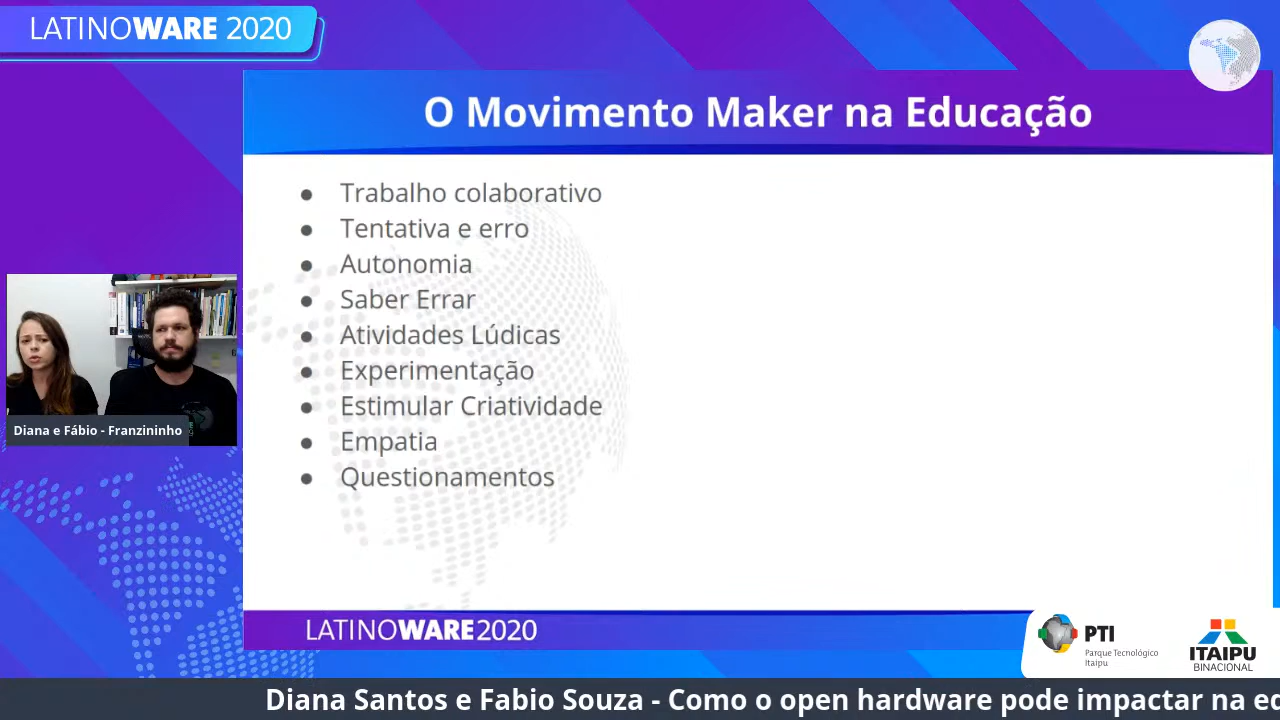 LATINOWARE 2020
O Movimento Maker na Educação
● Trabalho colaborativo
● Tentativa e erro
● Autonomia
● Saber Errar
● Atividades Lúdicas
● Experimentação
● Estimular Criatividade
● Empatia
● Questionamentos
Diana e Fábio - Franzininho
LATINOWARE2020
PTI
Parque Tecnológico
Itaipu
ITAIPU
BINACIONAL
Diana Santos e Fabio Souza - Como o open hardware pode impactar na ed